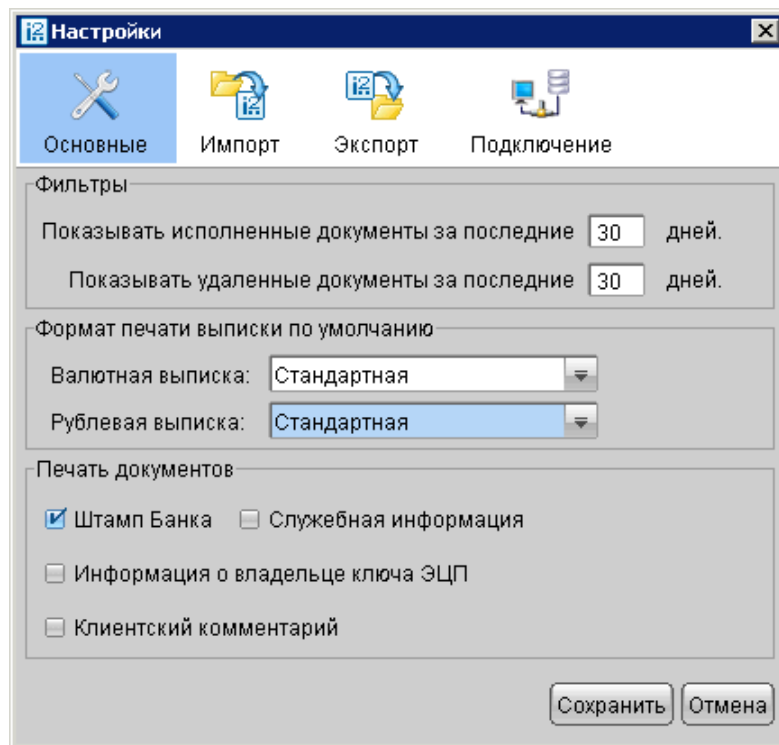 Настройки
Основные Импорт Экспорт Подключение
Фильтры
Показывать исполненные документы за последние 30 дней.
Показывать удаленные документы за последние 30 дней.
Формат печати выписки по умолчанию
Валютная выписка: Стандартная
Рублевая выписка: Стандартная
Печать документов
Штамп Банка Служебная информация
Информация о владельце ключа ЭЦП
Клиентский комментарий
Сохранить Отмена